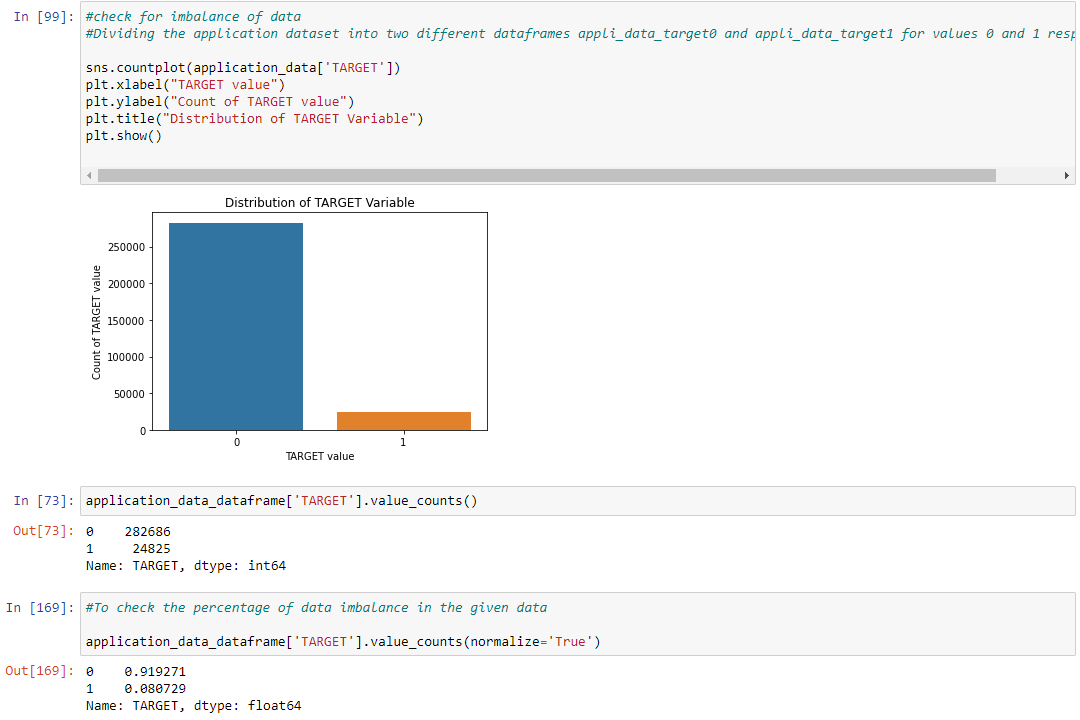 In [99]:
#check for imbalance of data
#Dividing the application dataset into two different dataframes appli_data_target0 and appli_data_target1 for values 0 and 1 resp
sns.countplot(application_data['TARGET'])
plt.xlabel("TARGET value")
plt.ylabel("Count of TARGET value")
plt.title("Distribution of TARGET Variable")
plt.show()
Distribution of TARGET Variable
Count of TARGET value
250000
200000
150000
100000
50000
0
0 1
TARGET value
In [73]: application_data_dataframe['TARGET'].value_counts()
Out[73]: 0 282686
1 24825
Name: TARGET, dtype: int64
In [169]: #To check the percentage of data imbalance in the given data
application_data_dataframe['TARGET'].value_counts(normalize='True')
Out[169]: 0 0.919271
1 0.080729
Name: TARGET, dtype: float64